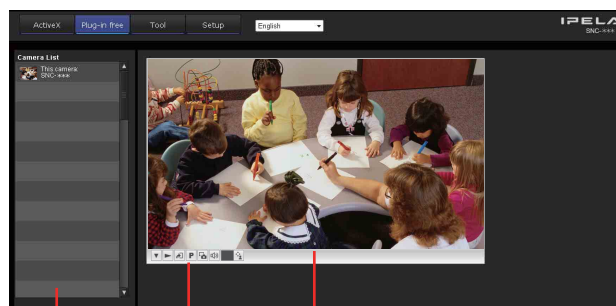 ActiveX Plug-in free Tool Setup English
IPELA
SNC-***
Camera List
This camera:
SNC-***
P